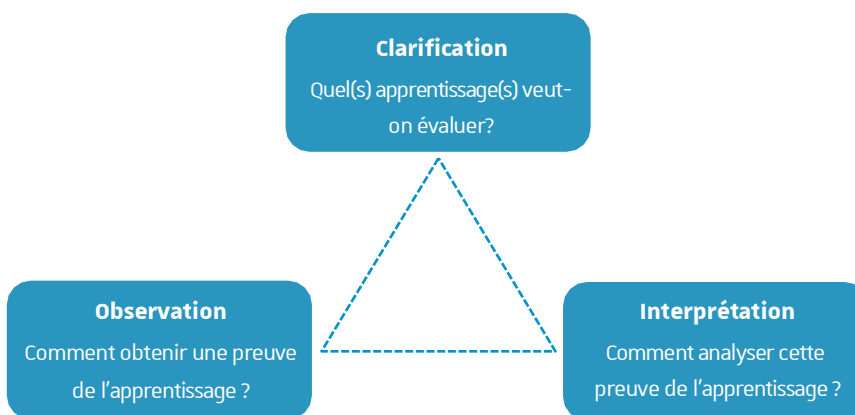 Clarification
Quel(s) apprentissage(s) veut-
on évaluer?
Observation
Comment obtenir une preuve
de l'apprentissage ?
Interprétation
Comment analyser cette
preuve de l'apprentissage ?